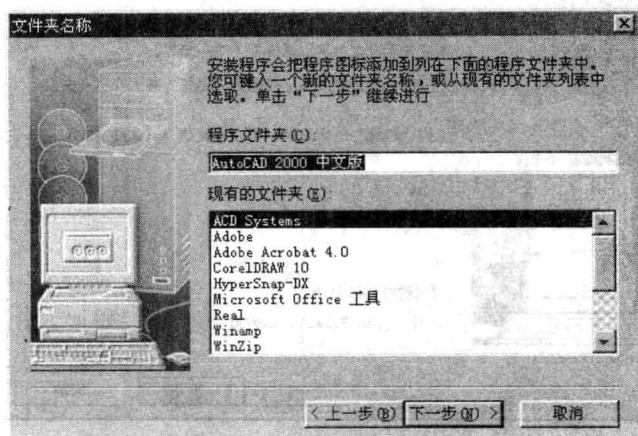 文件夹名称
安装程序会把程序图标添加到列在下面的程序文件夹中。
您可键入一个新的文件夹名称，或从现有的文件夹列表中
选取。单击“下一步”继续进行
程序文件夹(C):
AutoCAD 2000 中文版
现有的文件夹(E):
ACD Systems
Adobe
Adobe Acrobat 4.0
CorelDRAW 10
HyperSnap-DX
Microsoft Office 工具
Real
Winamp
WinZip
< 上一步(B) 下一步(N) > 取消